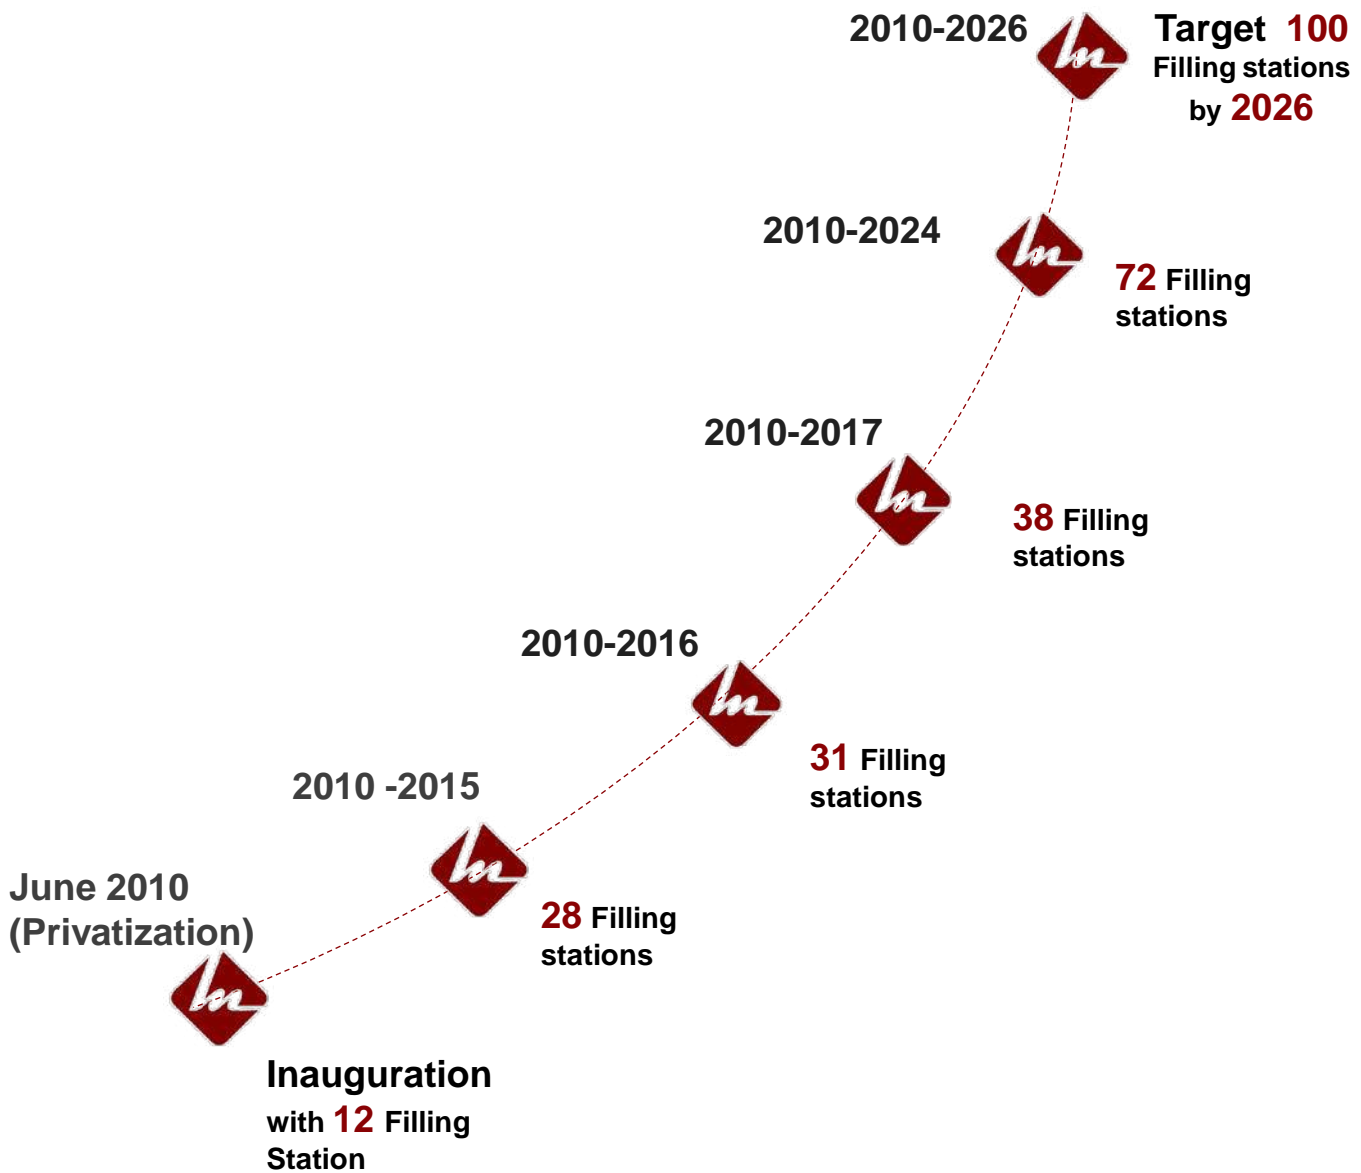 2010-2026
Target 100
Filling stations
by 2026
2010-2024
72 Filling
stations
2010-2017
38 Filling
stations
2010-2016
31 Filling
stations
2010 -2015
28 Filling
stations
June 2010
(Privatization)
Inauguration
with 12 Filling
Station